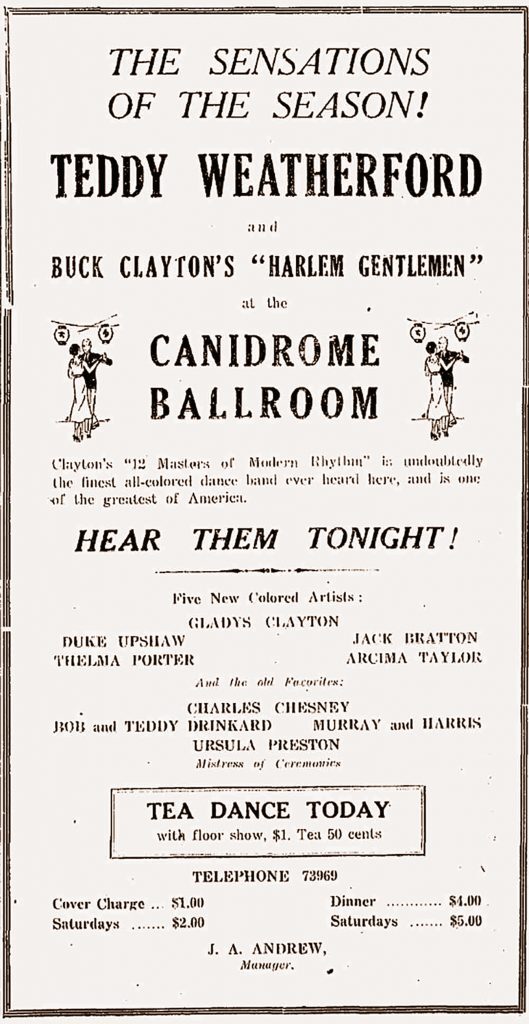 THE SENSATIONS
OF THE SEASON!
TEDDY WEATHERFORD
and
BUCK CLAYTON'S "HARLEM GENTLEMEN"
at the
CANIDROME
BALLROOM
Clayton's "12 Masters of Modern Rhythm" is undoubtedly
the finest all-colored dance band ever heard here, and is one
of the greatest of America.
HEAR THEM TONIGHT!
Five New Colored Artists:
GLADYS CLAYTON
DUKE UPSHAW JACK BRATTON
THELMA PORTER ARCIMA TAYLOR
And the old Favorites:
CHARLES CHESNEY
BOB and TEDDY DRINKARD MURRAY and HARRIS
URSULA PRESTON
Mistress of Ceremonies
TEA DANCE TODAY
with floor show, $1. Tea 50 cents
TELEPHONE 73969
Cover Charge ... $1.00 Dinner ............ $4.00
Saturdays ....... $2.00 Saturdays ....... $5.00
J. A. ANDREW,
Manager.